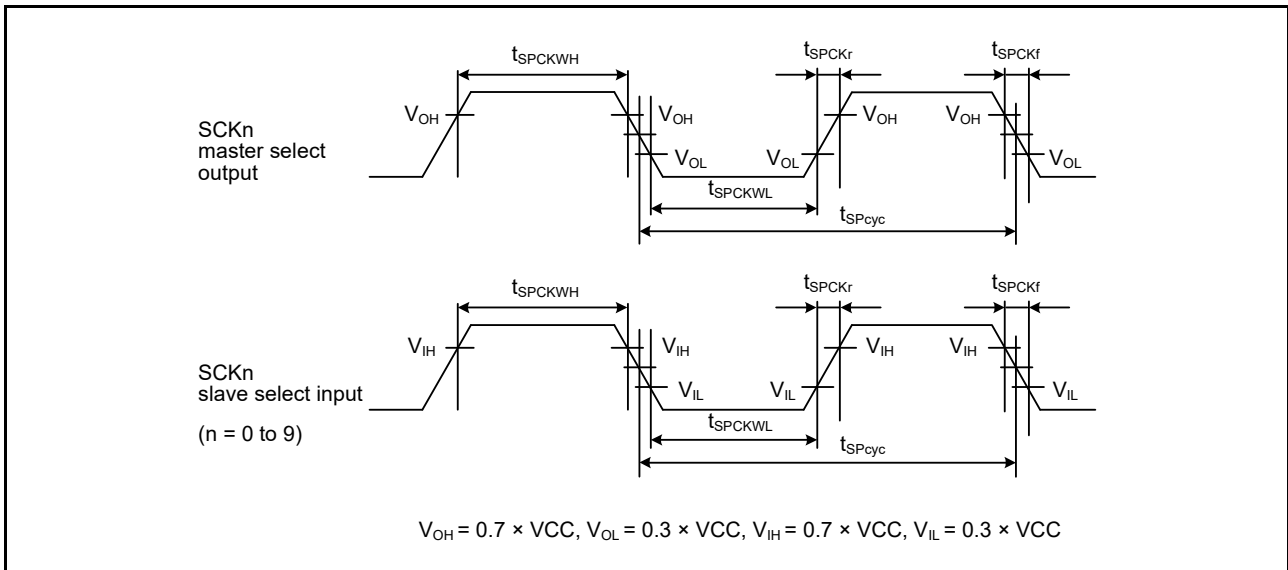 tSPCKWH tSPCKr tSPCKf
VOH VOH VOH VOH
SCKn
master select
output
VOL VOL VOL
tSPCKWL
tSPcyc
tSPCKWH tSPCKr tSPCKf
VIH VIH VIH VIH
SCKn
slave select input
(n = 0 to 9)
VIL VIL VIL
tSPCKWL
tSPcyc
VOH = 0.7 × VCC, VOL = 0.3 × VCC, VIH = 0.7 × VCC, VIL = 0.3 × VCC